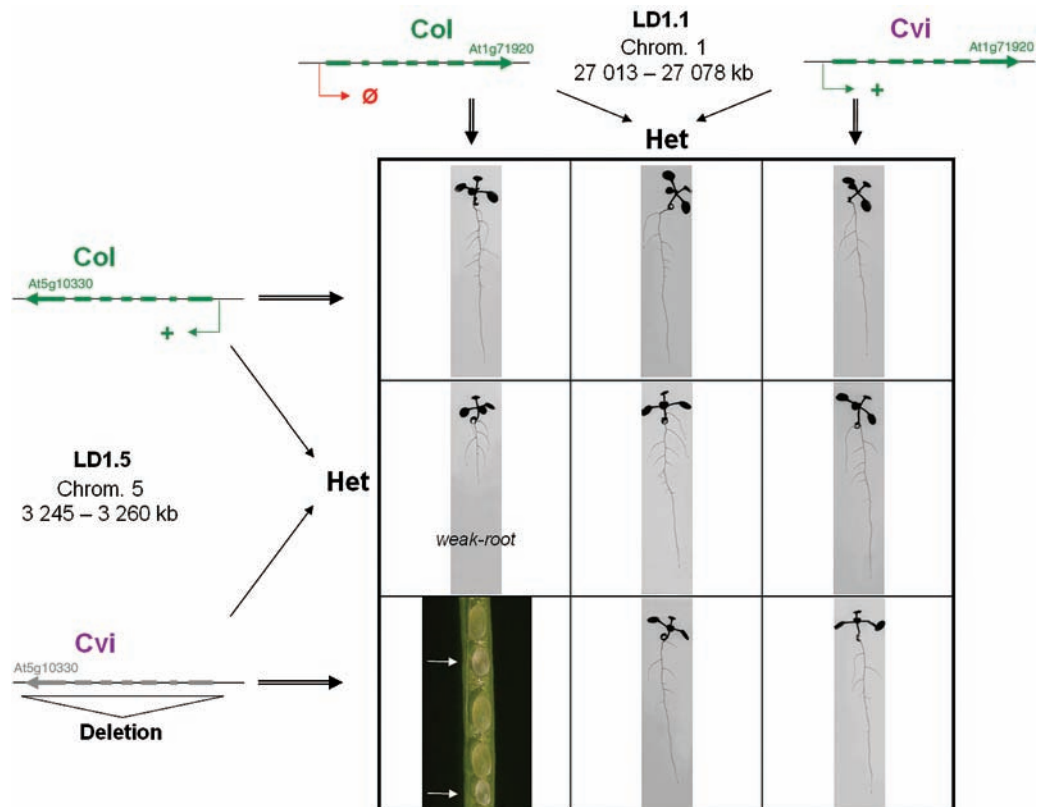 LD1.1
Chrom. 1
27 013 – 27 078 kb
Col
At1g71920
Ø
Cvi
At1g71920
+
Het
Col
At5g10330
+
LD1.5
Chrom. 5
3 245 – 3 260 kb
Het
weak-root
Cvi
At5g10330
Deletion